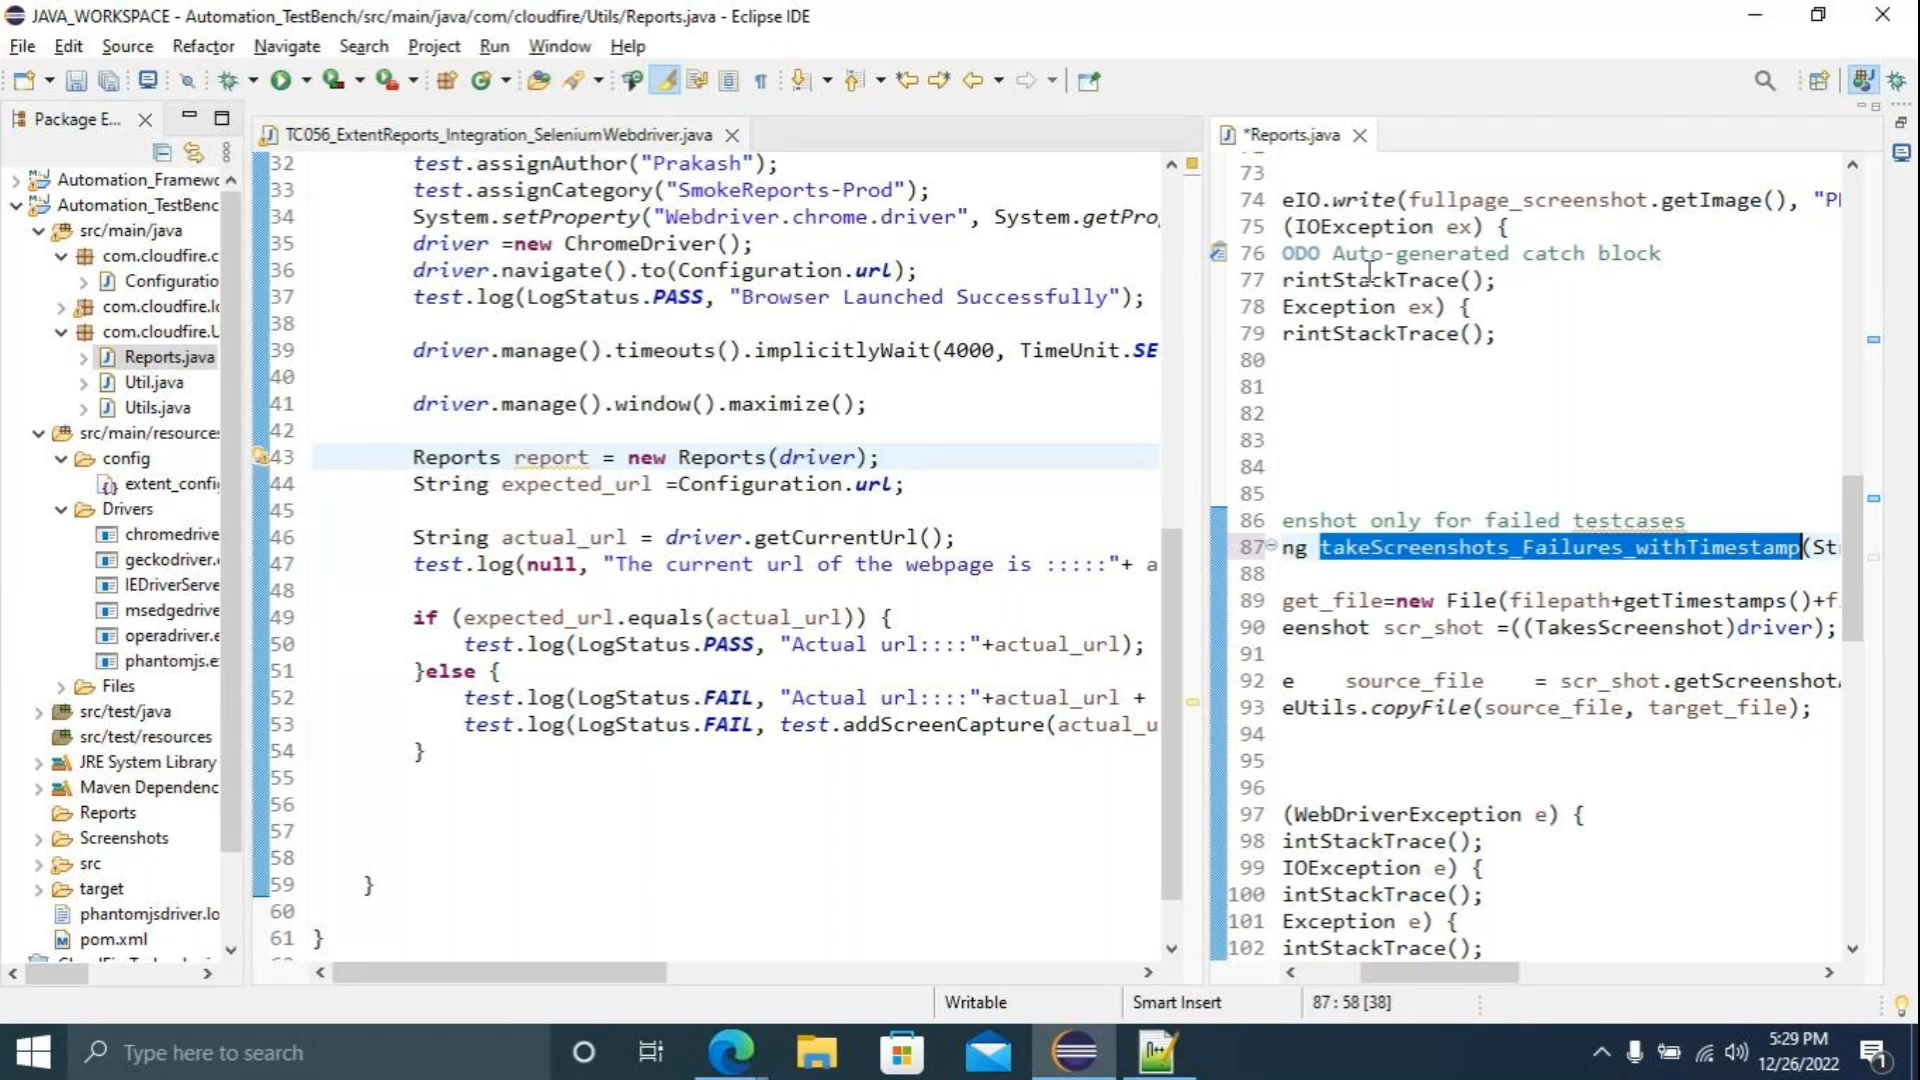 JAVA_WORKSPACE - Automation_TestBench/src/main/java/com/cloudfire/Utils/Reports.java - Eclipse IDE
File Edit Source Refactor Navigate Search Project Run Window Help
Package E...
TC056_ExtentReports_Integration_SeleniumWebdriver.java
*Reports.java
Automation_Framewo
Automation_TestBenc
src/main/java
com.cloudfire.c
Configuratio
com.cloudfire.lo
com.cloudfire.U
Reports.java
Util.java
Utils.java
src/main/resources
config
extent_config
Drivers
chromedrive
geckodriver.
IEDriverServe
msedgedrive
operadriver.e
phantomjs.e
Files
src/test/java
src/test/resources
JRE System Library
Maven Dependenc
Reports
Screenshots
src
target
phantomjsdriver.lo
pom.xml
32 test.assignAuthor("Prakash");
33 test.assignCategory("SmokeReports-Prod");
34 System.setProperty("Webdriver.chrome.driver", System.getPro
35 driver =new ChromeDriver();
36 driver.navigate().to(Configuration.url);
37 test.log(LogStatus.PASS, "Browser Launched Successfully");
38
39 driver.manage().timeouts().implicitlyWait(4000, TimeUnit.SE
40
41 driver.manage().window().maximize();
42
43 Reports report = new Reports(driver);
44 String expected_url =Configuration.url;
45
46 String actual_url = driver.getCurrentUrl();
47 test.log(null, "The current url of the webpage is :::::"+ a
48
49 if (expected_url.equals(actual_url)) {
50 test.log(LogStatus.PASS, "Actual url::::"+actual_url);
51 }else {
52 test.log(LogStatus.FAIL, "Actual url::::"+actual_url +
53 test.log(LogStatus.FAIL, test.addScreenCapture(actual_u
54 }
55
56
57
58
59 }
60
61 }
73
74 eIO.write(fullpage_screenshot.getImage(), "P
75 (IOException ex) {
76 ODO Auto-generated catch block
77 rintStackTrace();
78 Exception ex) {
79 rintStackTrace();
80
81
82
83
84
85
86 enshot only for failed testcases
87 ng takeScreenshots_Failures_withTimestamp(St
88
89 get_file=new File(filepath+getTimestamps()+f
90 eenshot scr_shot =((TakesScreenshot)driver);
91
92 e source_file = scr_shot.getScreenshot
93 eUtils.copyFile(source_file, target_file);
94
95
96
97 (WebDriverException e) {
98 intStackTrace();
99 IOException e) {
100 intStackTrace();
101 Exception e) {
102 intStackTrace();
Writable Smart Insert 87 : 58 [38]
Type here to search
5:29 PM
12/26/2022
1